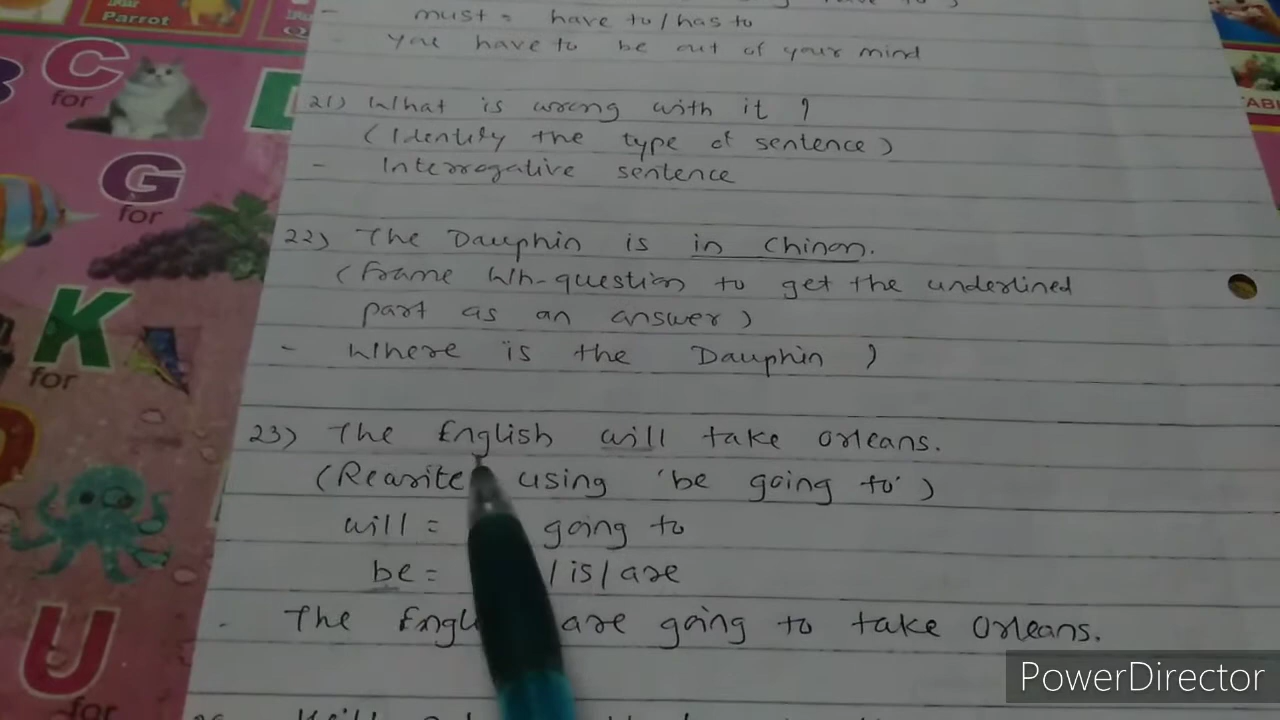 Parrot
C
for
G
for
K
for
U
for
must = have to / has to
- you have to be out of your mind
21) What is wrong with it ?
(Identify the type of sentence)
- Interrogative sentence
22) The Dauphin is in Chinon.
(Frame Wh-question to get the underlined
part as an answer)
- Where is the Dauphin ?
23) The English will take Orleans.
(Rewrite using 'be going to')
will = going to
be = / is / are
- The Engl are going to take Orleans.
PowerDirector